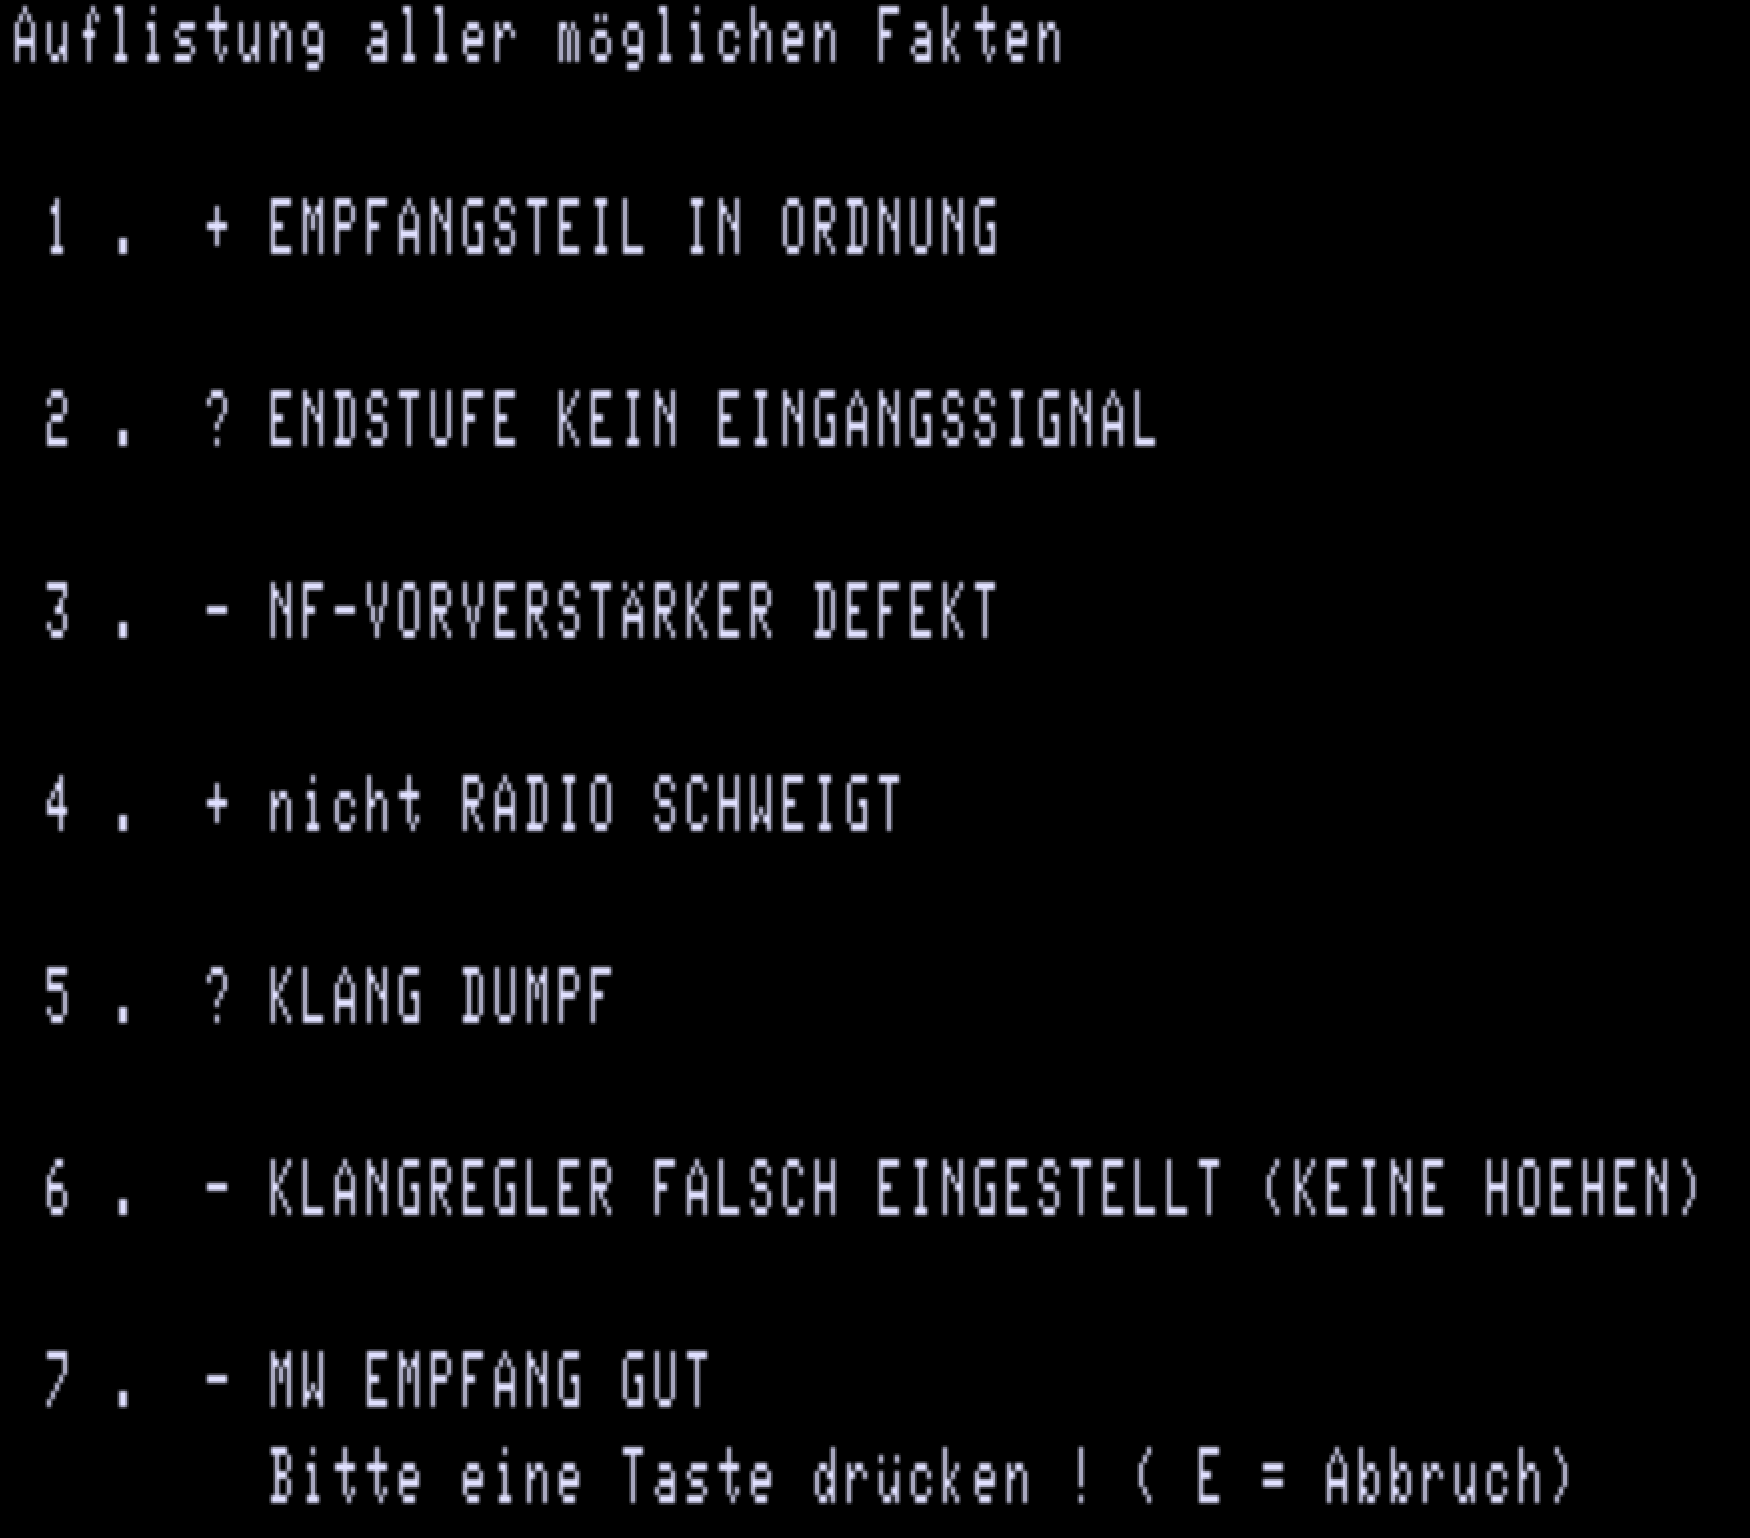 Auflistung aller möglichen Fakten
1 . + EMPFANGSTEIL IN ORDNUNG
2 . ? ENDSTUFE KEIN EINGANGSSIGNAL
3 . - NF-VORVERSTÄRKER DEFEKT
4 . + nicht RADIO SCHWEIGT
5 . ? KLANG DUMPF
6 . - KLANGREGLER FALSCH EINGESTELLT (KEINE HOEHEN)
7 . - MW EMPFANG GUT
Bitte eine Taste drücken ! ( E = Abbruch)